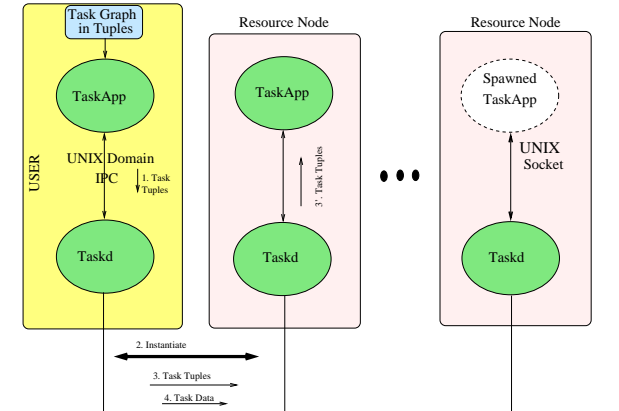 Task Graph
in Tuples
TaskApp
USER
UNIX Domain
IPC
1. Task
Tuples
Taskd
Resource Node
TaskApp
3'. Task Tuples
Taskd
Resource Node
Spawned
TaskApp
UNIX
Socket
Taskd
2. Instantiate
3. Task Tuples
4. Task Data